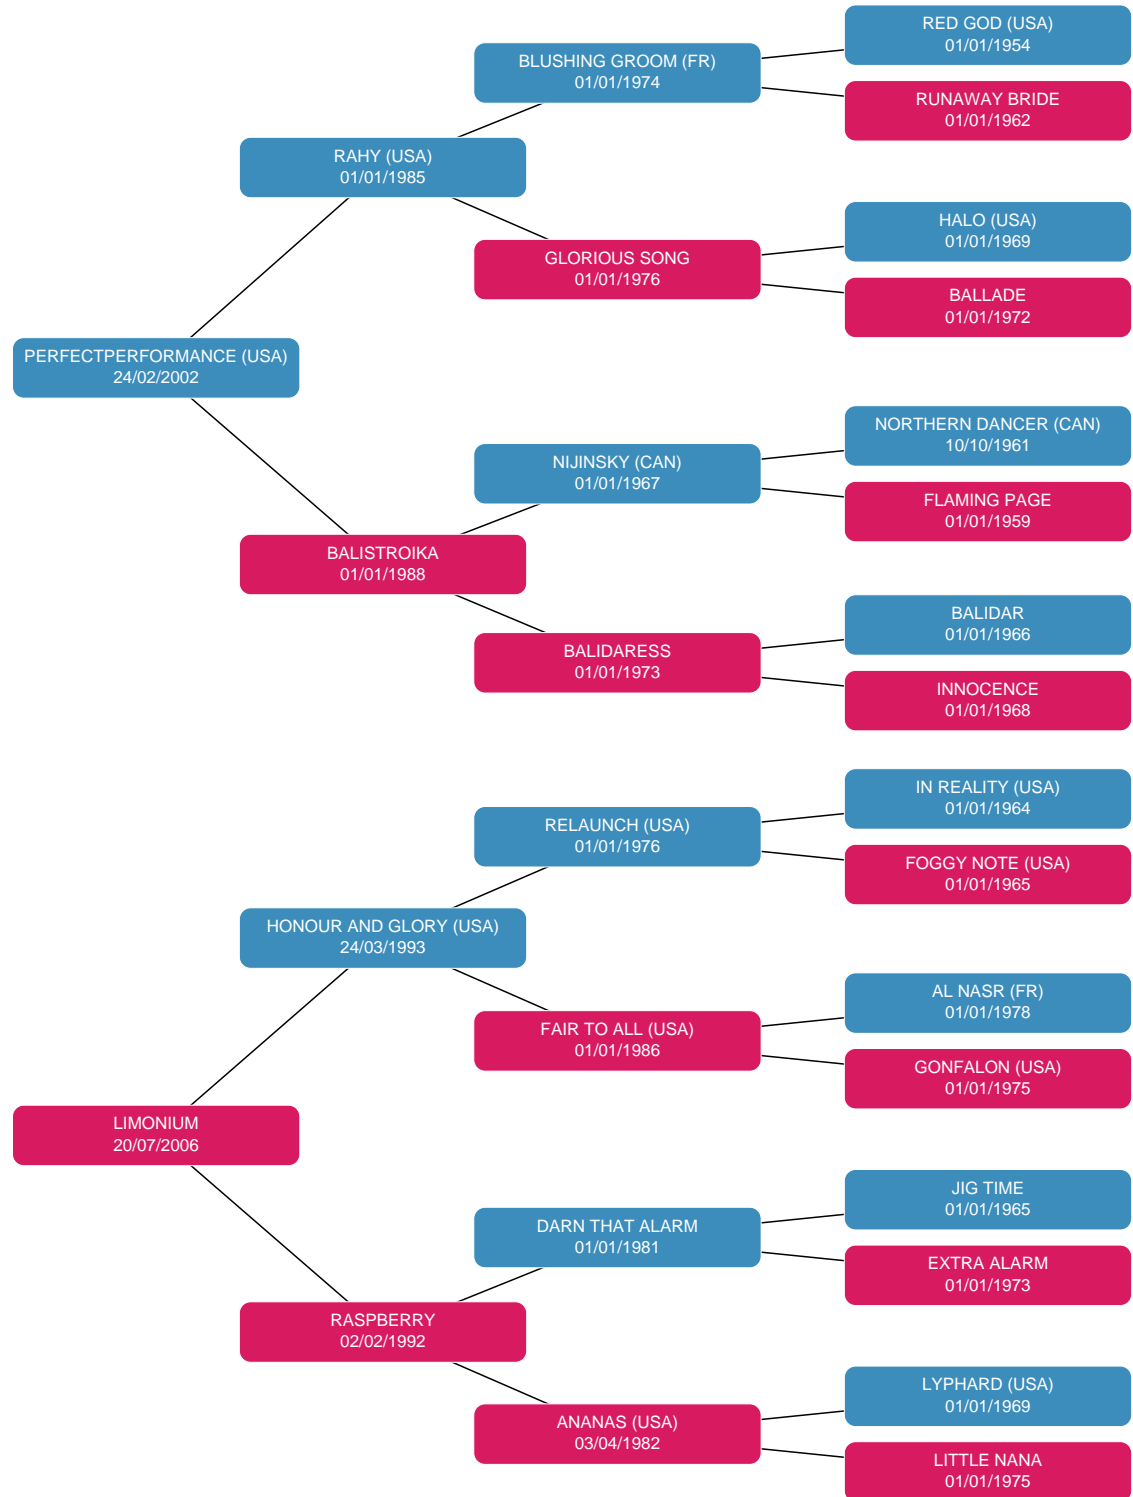 RED GOD (USA)
01/01/1954
BLUSHING GROOM (FR)
01/01/1974
RUNAWAY BRIDE
01/01/1962
RAHY (USA)
01/01/1985
HALO (USA)
01/01/1969
GLORIOUS SONG
01/01/1976
BALLADE
01/01/1972
PERFECTPERFORMANCE (USA)
24/02/2002
NORTHERN DANCER (CAN)
10/10/1961
NIJINSKY (CAN)
01/01/1967
FLAMING PAGE
01/01/1959
BALISTROIKA
01/01/1988
BALIDAR
01/01/1966
BALIDARESS
01/01/1973
INNOCENCE
01/01/1968
IN REALITY (USA)
01/01/1964
RELAUNCH (USA)
01/01/1976
FOGGY NOTE (USA)
01/01/1965
HONOUR AND GLORY (USA)
24/03/1993
AL NASR (FR)
01/01/1978
FAIR TO ALL (USA)
01/01/1986
GONFALON (USA)
01/01/1975
LIMONIUM
20/07/2006
JIG TIME
01/01/1965
DARN THAT ALARM
01/01/1981
EXTRA ALARM
01/01/1973
RASPBERRY
02/02/1992
LYPHARD (USA)
01/01/1969
ANANAS (USA)
03/04/1982
LITTLE NANA
01/01/1975